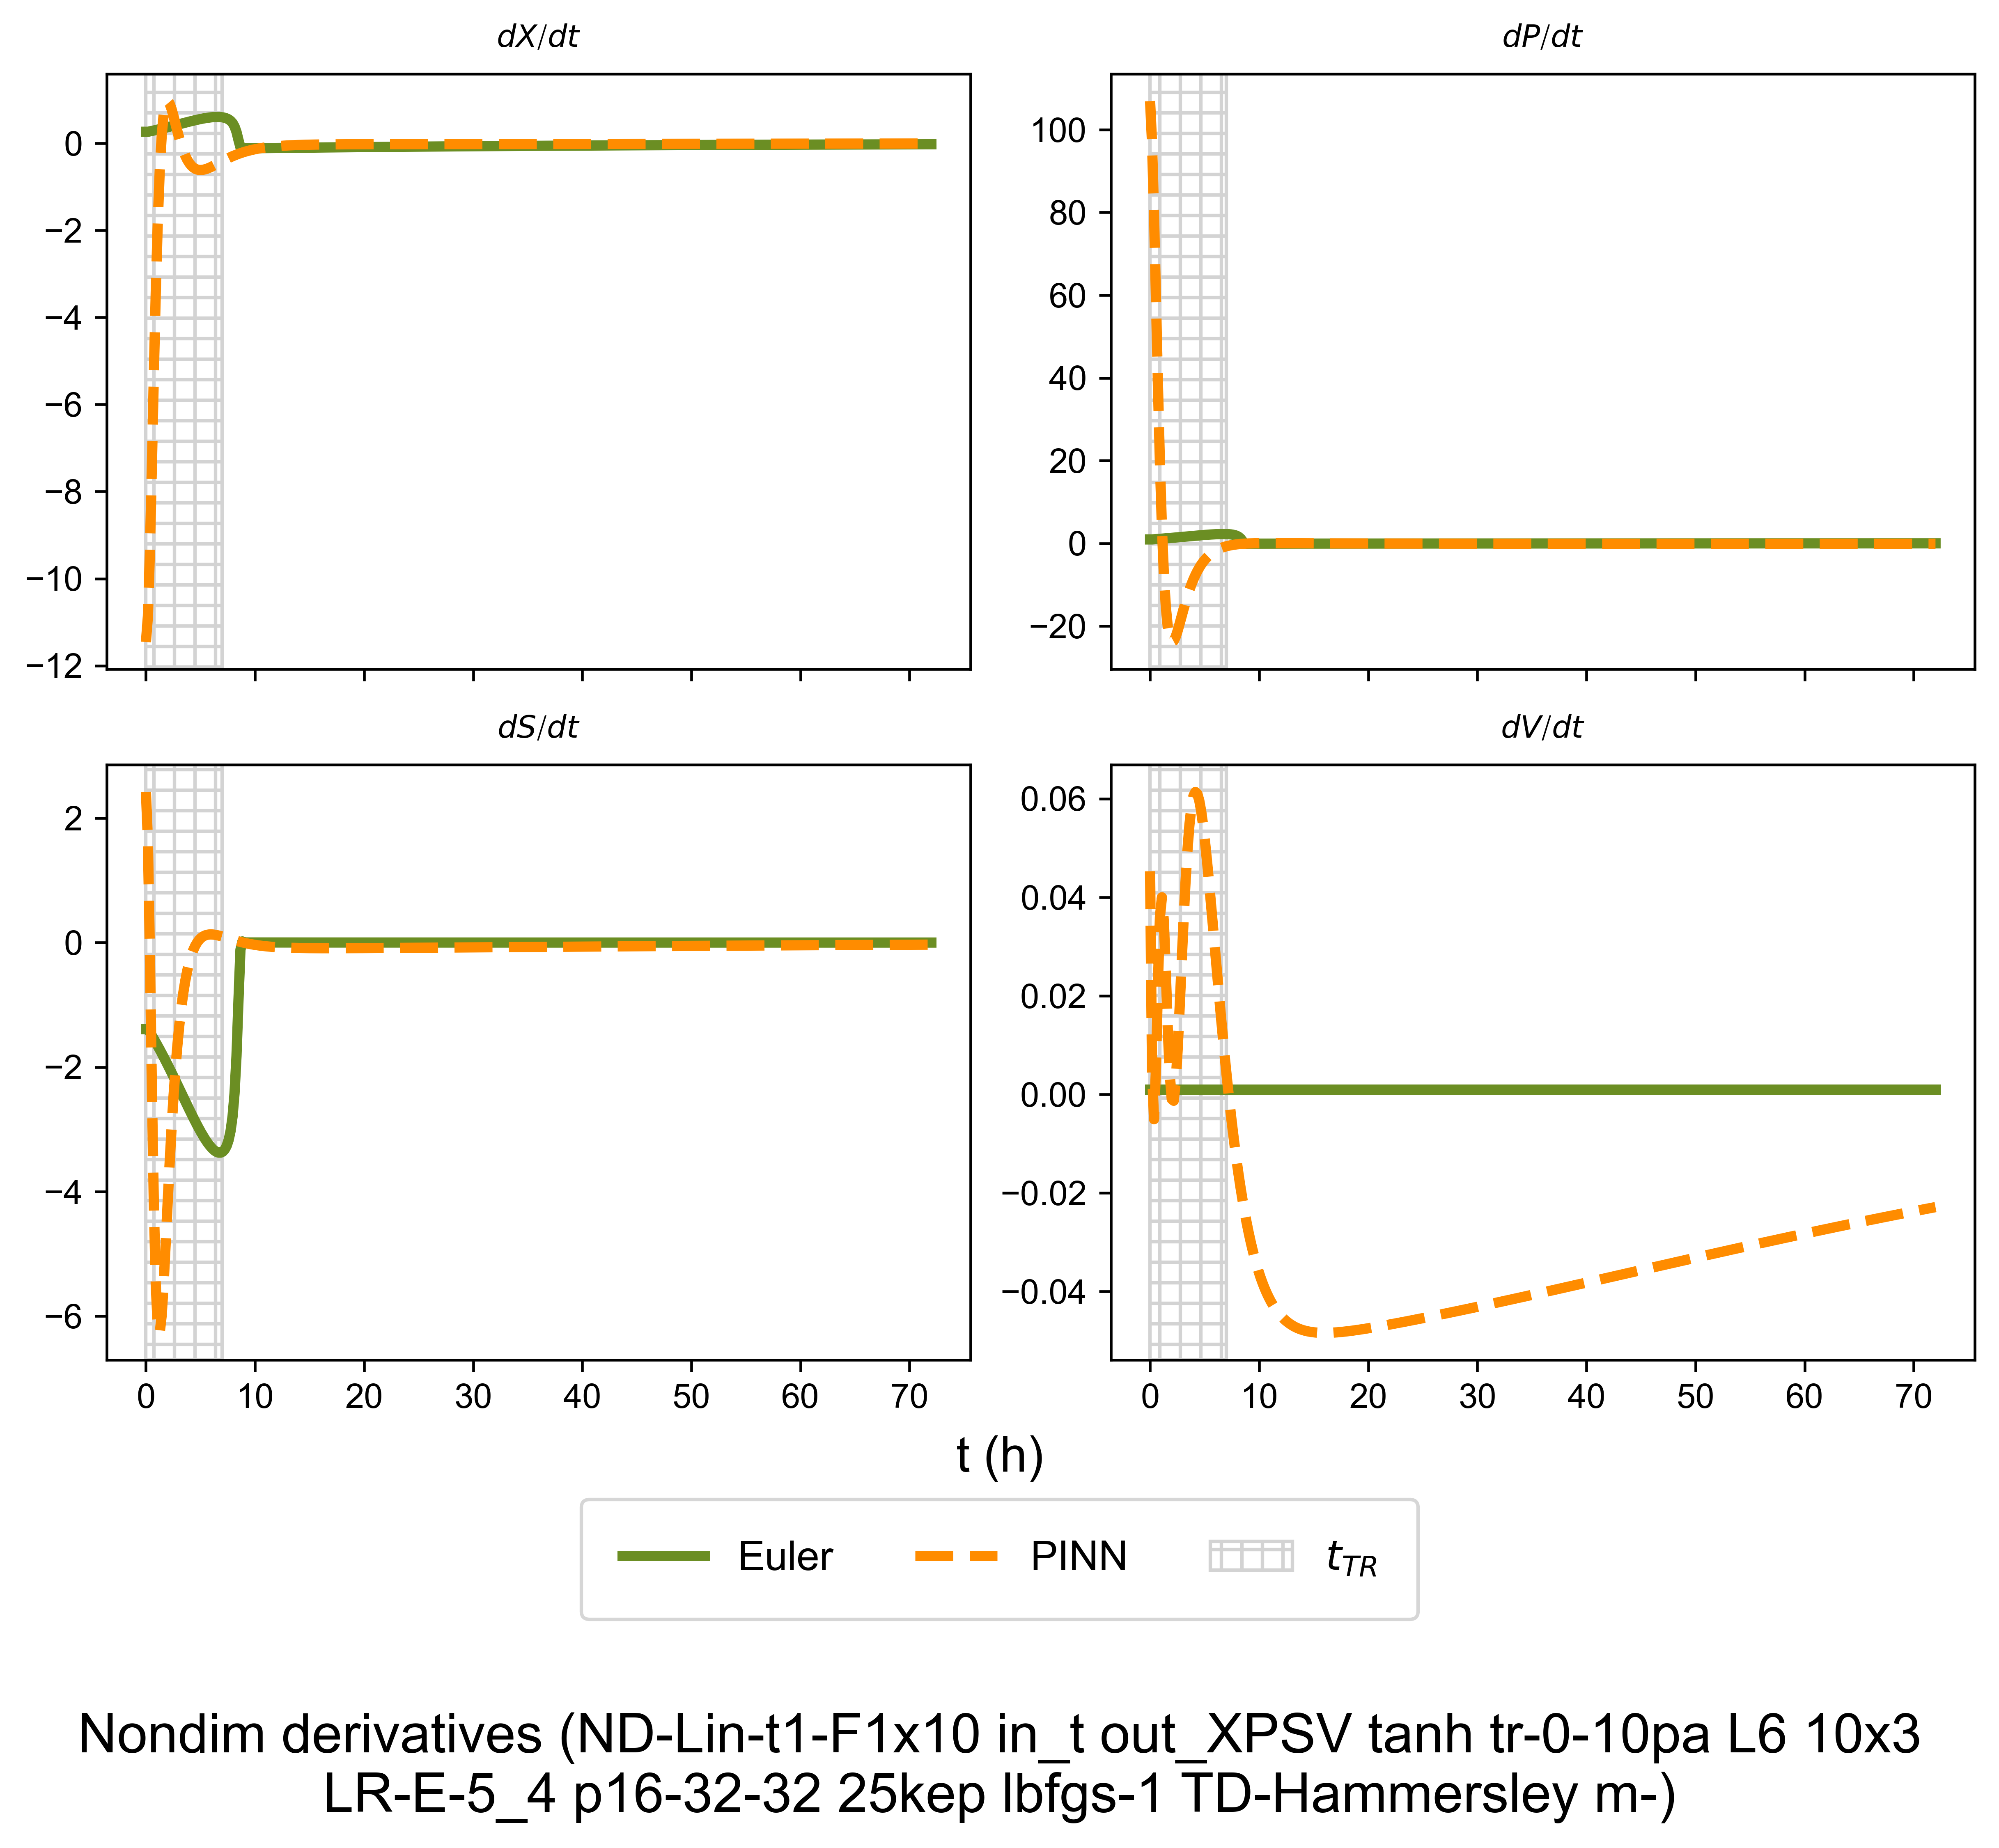 dX/dt
dP/dt
0
−2
−4
−6
−8
−10
−12
100
80
60
40
20
0
−20
dS/dt
dV/dt
2
0
−2
−4
−6
0.06
0.04
0.02
0.00
−0.02
−0.04
0 10 20 30 40 50 60 70
0 10 20 30 40 50 60 70
t (h)
Euler PINN t_TR
Nondim derivatives (ND-Lin-t1-F1x10 in_t out_XPSV tanh tr-0-10pa L6 10x3
LR-E-5_4 p16-32-32 25kep lbfgs-1 TD-Hammersley m-)